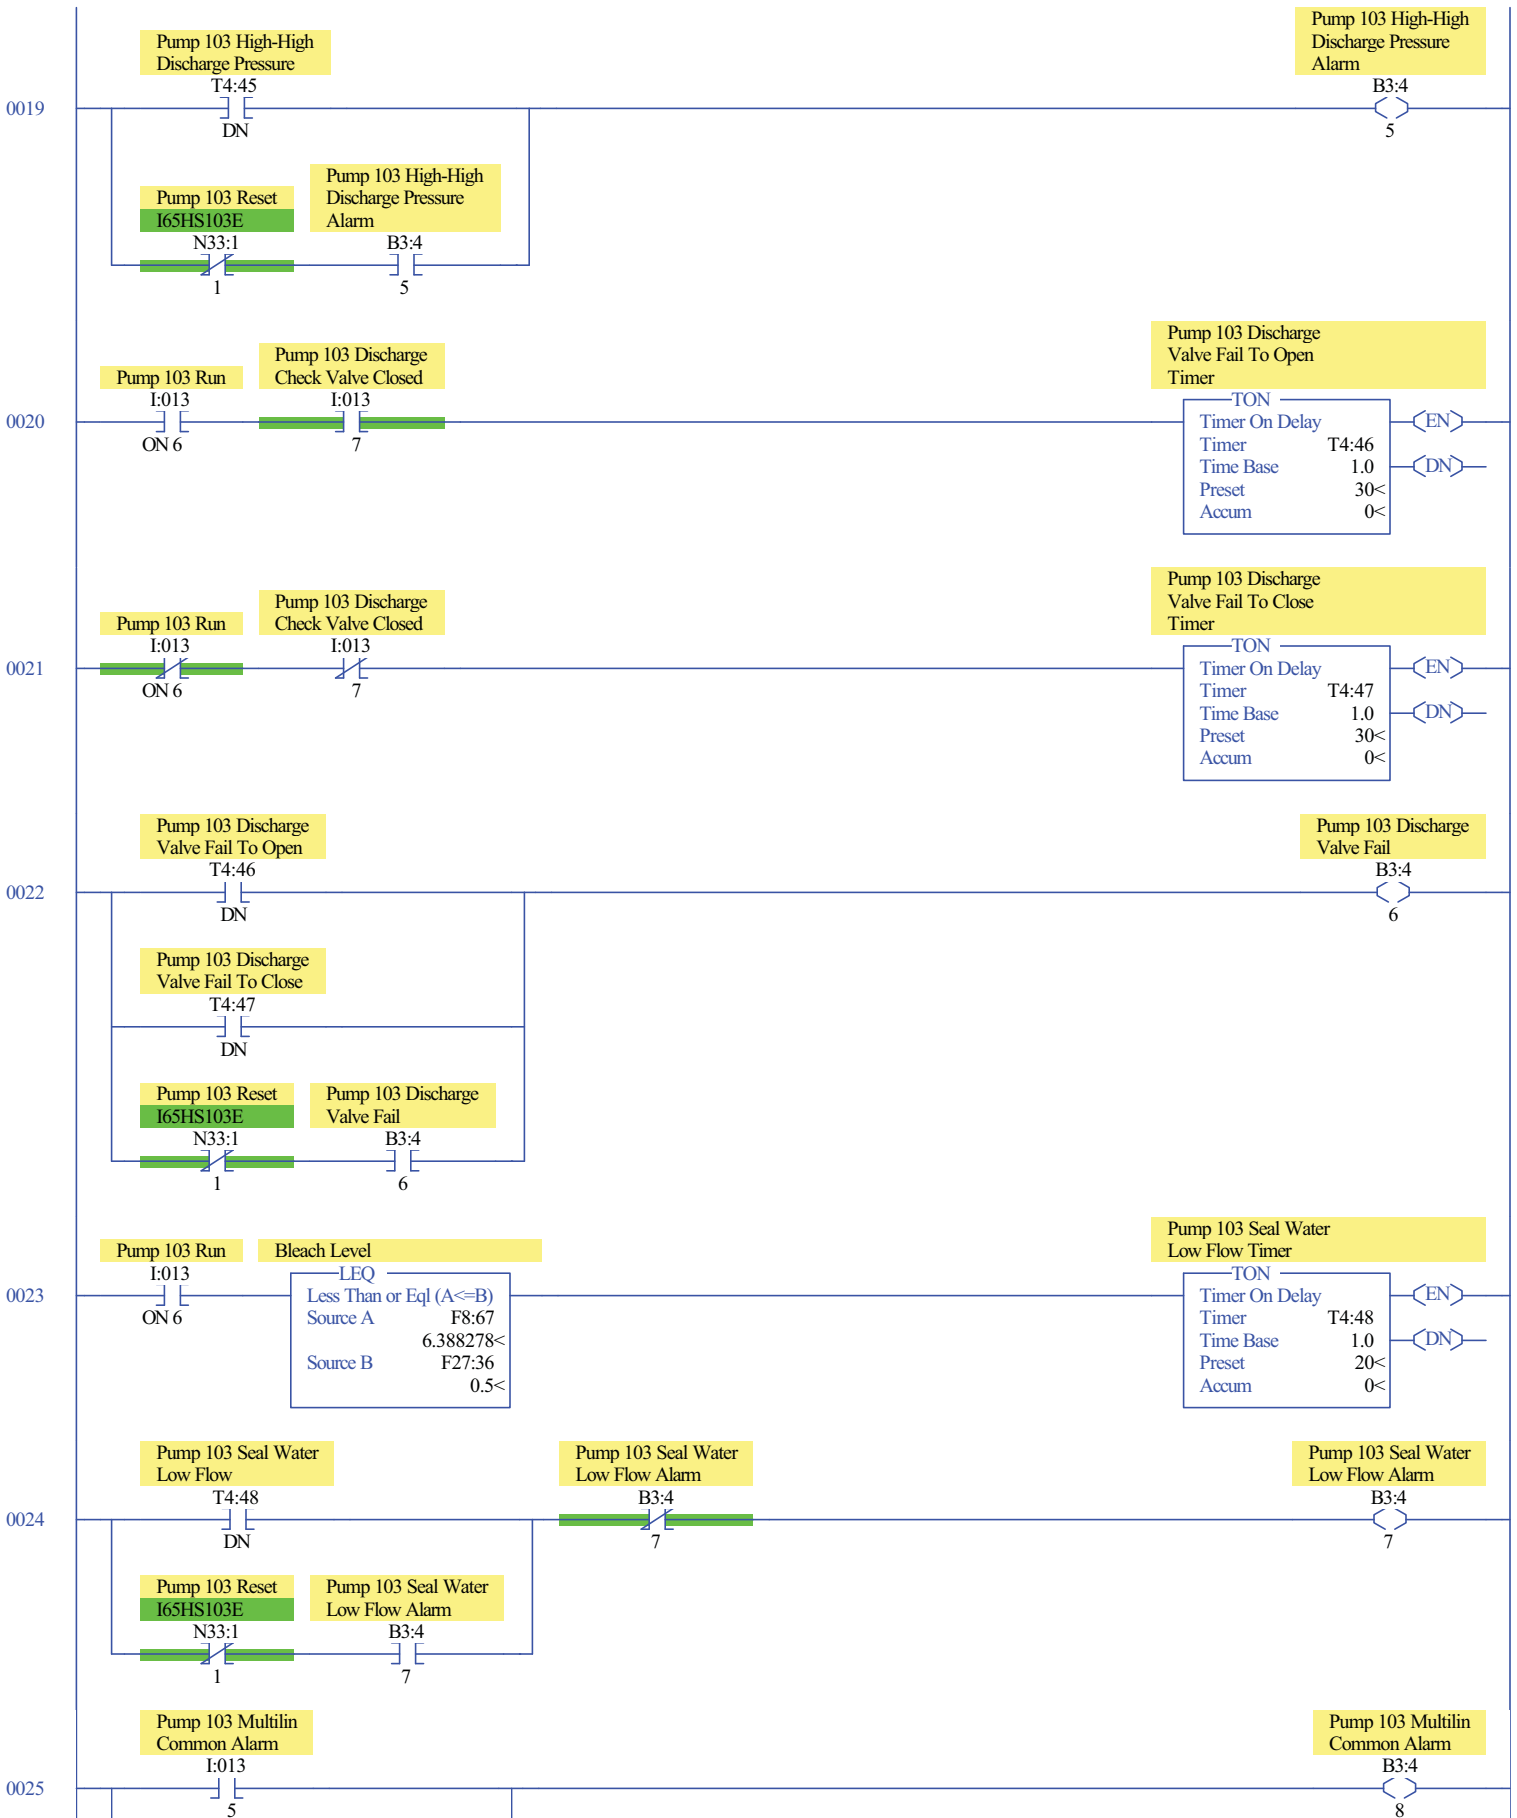 Pump 103 High-High
Discharge Pressure
T4:45
DN
Pump 103 High-High
Discharge Pressure
Alarm
B3:4
5
0019
Pump 103 Reset
I65HS103E
N33:1
1
Pump 103 High-High
Discharge Pressure
Alarm
B3:4
5
Pump 103 Run
I:013
ON 6
Pump 103 Discharge
Check Valve Closed
I:013
7
Pump 103 Discharge
Valve Fail To Open
Timer
0020
TON
Timer On Delay
Timer T4:46
Time Base 1.0
Preset 30<
Accum 0<
EN
DN
Pump 103 Run
I:013
ON 6
Pump 103 Discharge
Check Valve Closed
I:013
7
Pump 103 Discharge
Valve Fail To Close
Timer
0021
TON
Timer On Delay
Timer T4:47
Time Base 1.0
Preset 30<
Accum 0<
EN
DN
Pump 103 Discharge
Valve Fail To Open
T4:46
DN
Pump 103 Discharge
Valve Fail
B3:4
6
0022
Pump 103 Discharge
Valve Fail To Close
T4:47
DN
Pump 103 Reset
I65HS103E
N33:1
1
Pump 103 Discharge
Valve Fail
B3:4
6
Pump 103 Run
I:013
ON 6
Bleach Level
LEQ
Less Than or Eql (A<=B)
Source A F8:67
6.388278<
Source B F27:36
0.5<
Pump 103 Seal Water
Low Flow Timer
0023
TON
Timer On Delay
Timer T4:48
Time Base 1.0
Preset 20<
Accum 0<
EN
DN
Pump 103 Seal Water
Low Flow
T4:48
DN
Pump 103 Seal Water
Low Flow Alarm
B3:4
7
Pump 103 Seal Water
Low Flow Alarm
B3:4
7
0024
Pump 103 Reset
I65HS103E
N33:1
1
Pump 103 Seal Water
Low Flow Alarm
B3:4
7
Pump 103 Multilin
Common Alarm
I:013
5
Pump 103 Multilin
Common Alarm
B3:4
8
0025